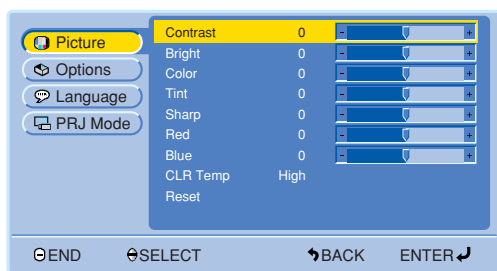 Picture
Options
Language
PRJ Mode
Contrast 0 - +
Bright 0 - +
Color 0 - +
Tint 0 - +
Sharp 0 - +
Red 0 - +
Blue 0 - +
CLR Temp High
Reset
END SELECT BACK ENTER